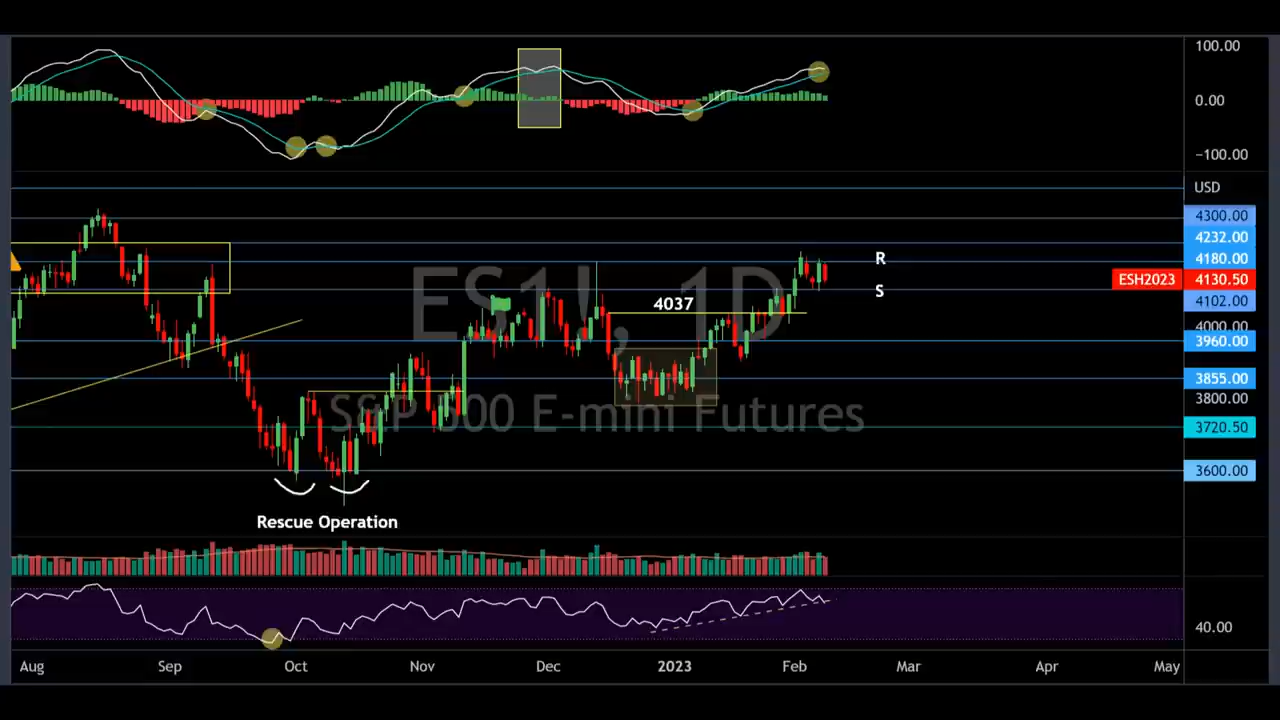 100.00
0.00
−100.00
USD
4300.00
4232.00
4180.00
R
ESH2023 4130.50
S
4102.00
ES1!, 1D
4037
4000.00
3960.00
3855.00
3800.00
S&P 500 E-mini Futures
3720.50
3600.00
Rescue Operation
40.00
Aug Sep Oct Nov Dec 2023 Feb Mar Apr May